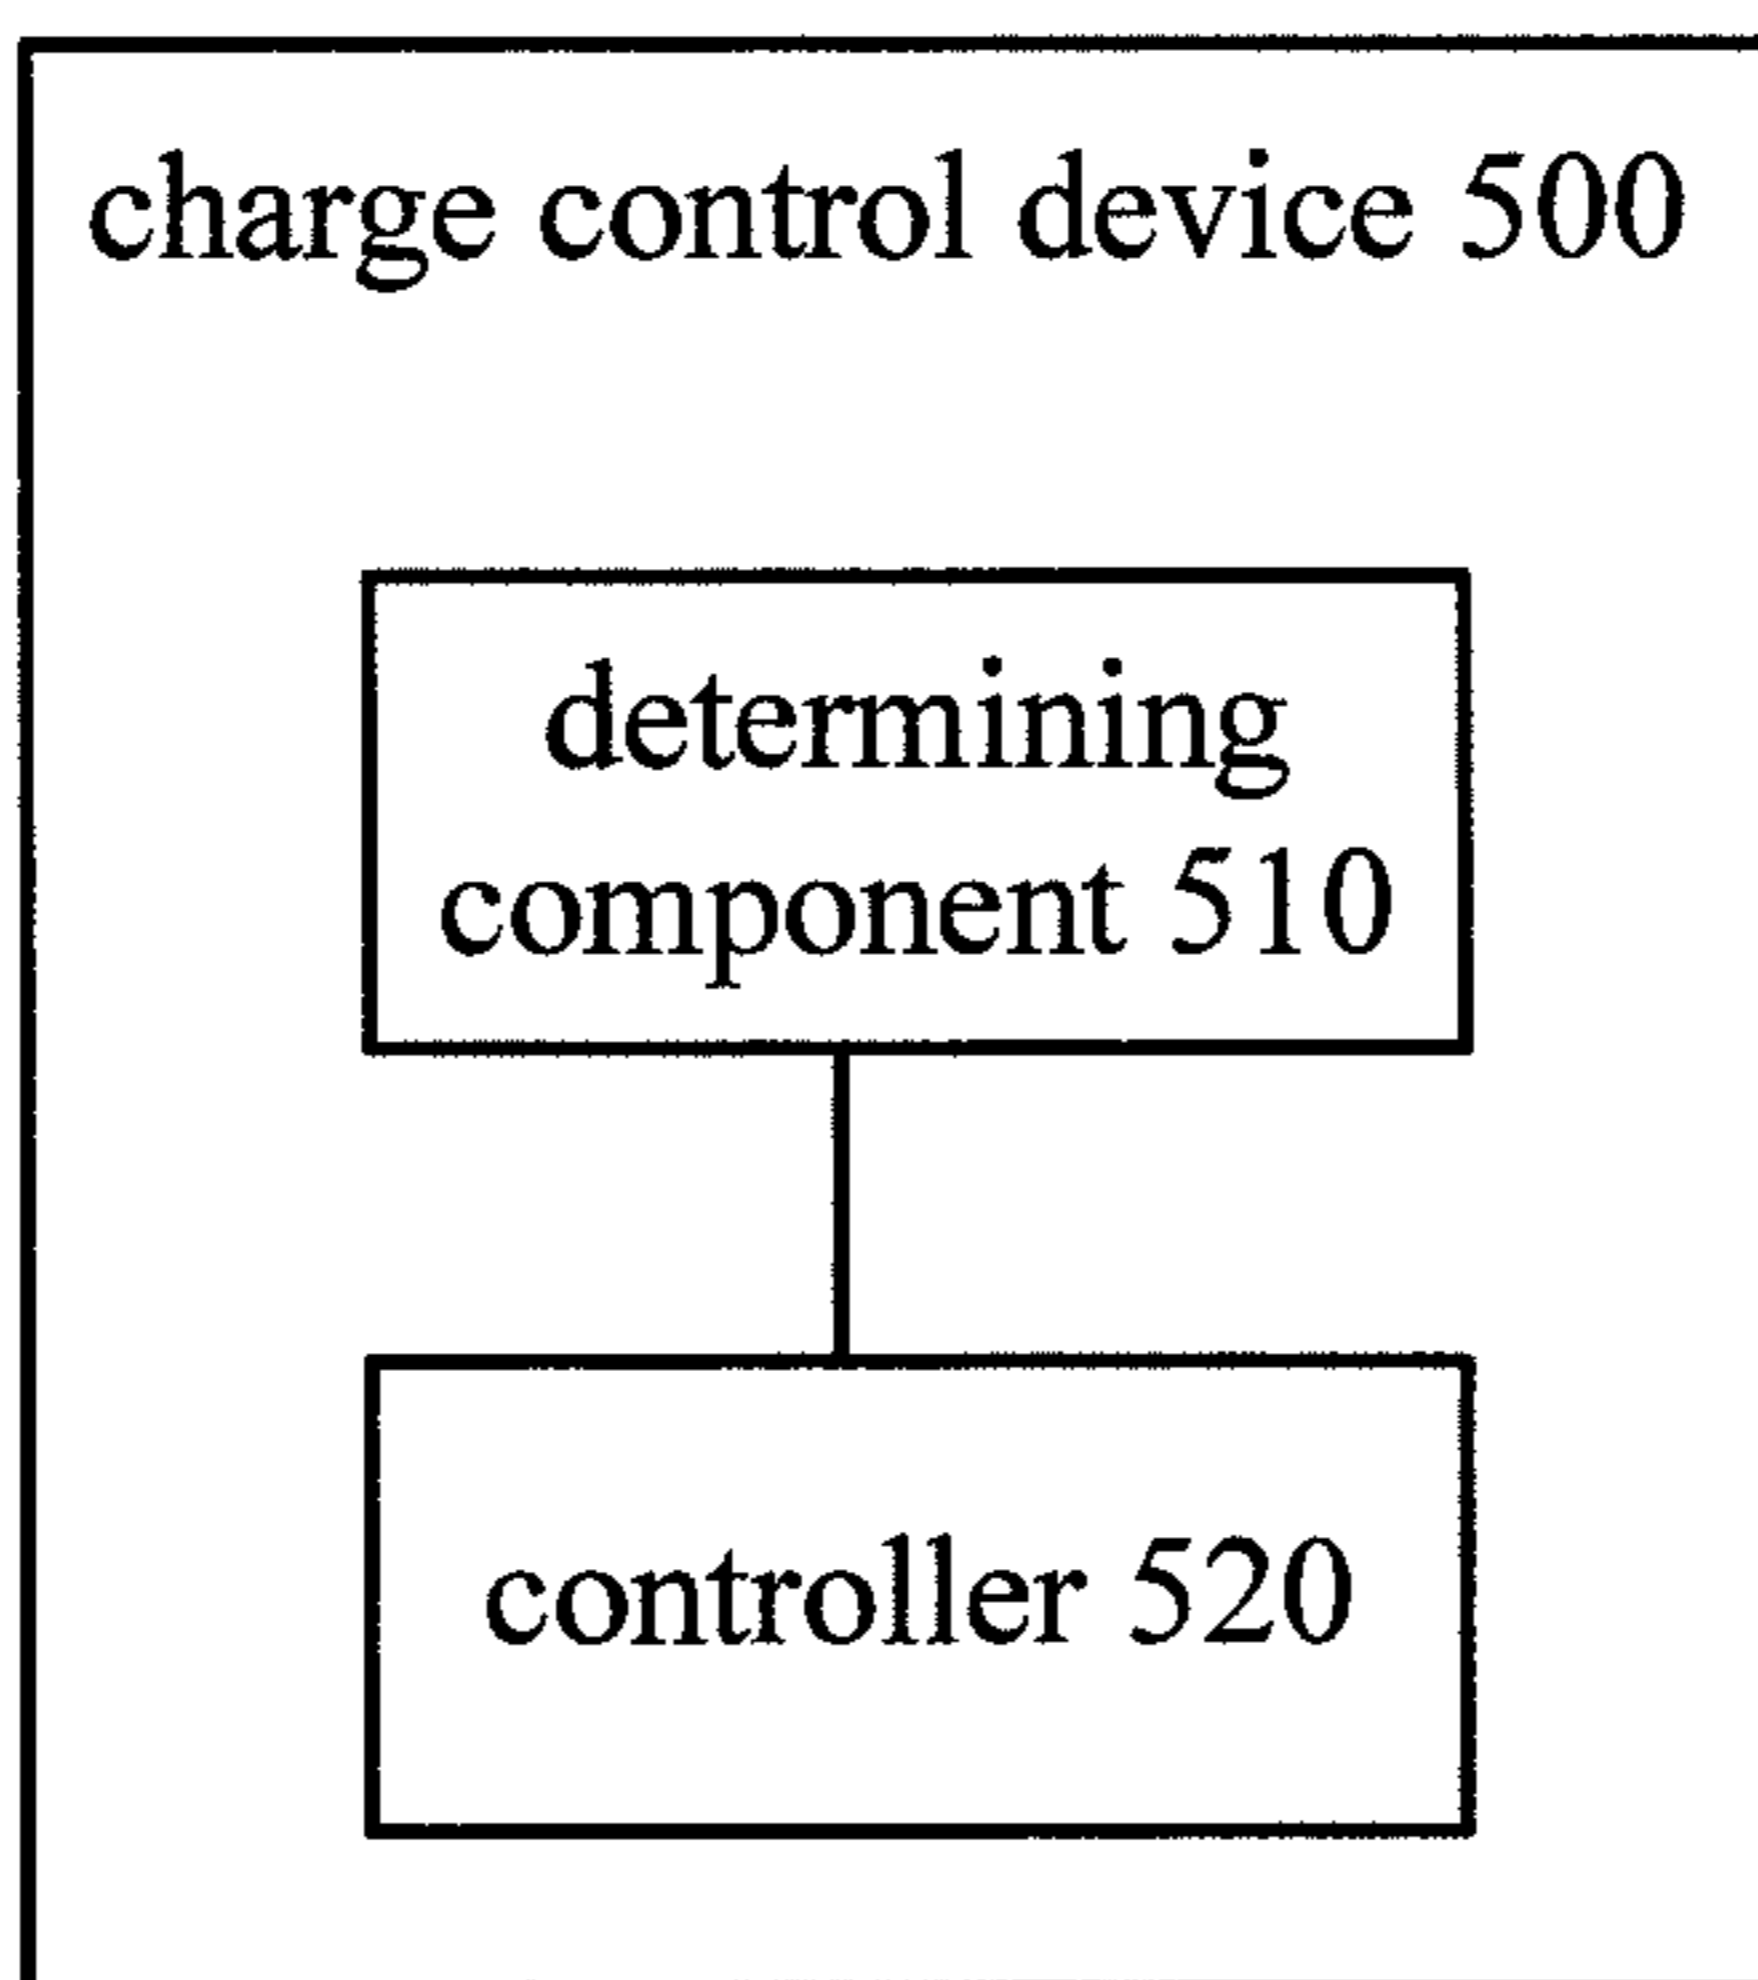 charge control device 500
determining
component 510
controller 520